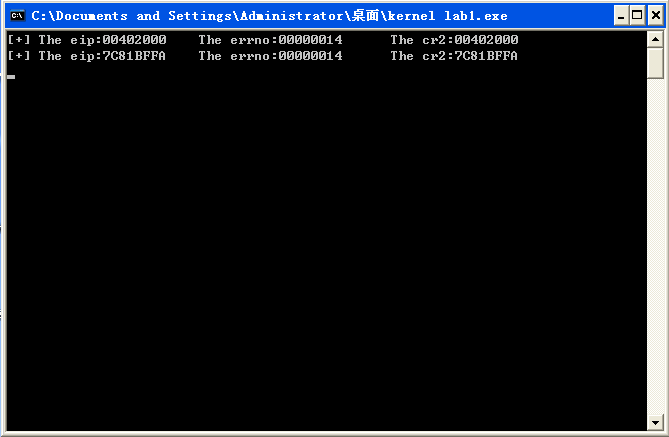 C:\Documents and Settings\Administrator\桌面\kernel lab1.exe
[+] The eip:00402000    The errno:00000014      The cr2:00402000
[+] The eip:7C81BFFA    The errno:00000014      The cr2:7C81BFFA